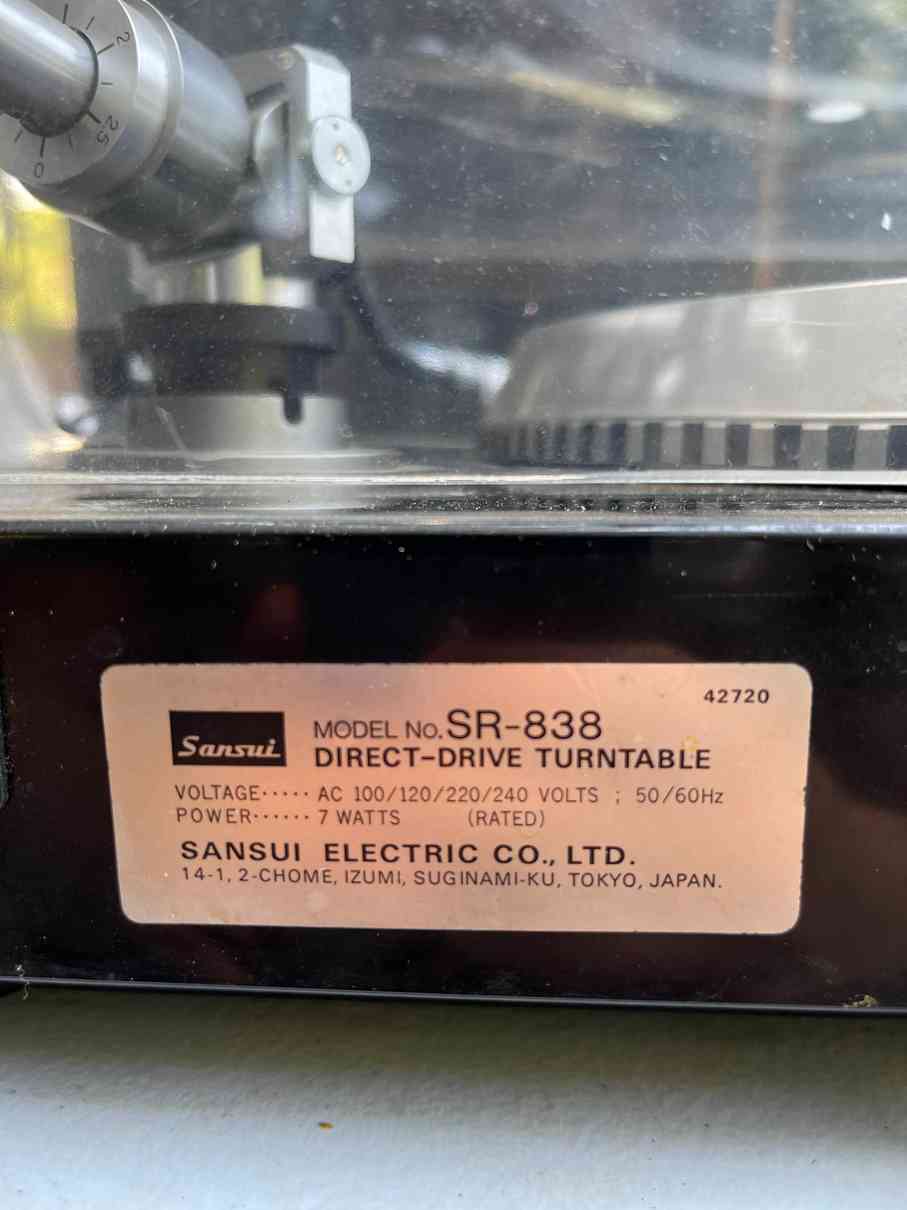 2
2.5
0
42720
Sansui MODEL No. SR-838
DIRECT-DRIVE TURNTABLE
VOLTAGE····· AC 100/120/220/240 VOLTS ; 50/60Hz
POWER······ 7 WATTS (RATED)
SANSUI ELECTRIC CO., LTD.
14-1, 2-CHOME, IZUMI, SUGINAMI-KU, TOKYO, JAPAN.